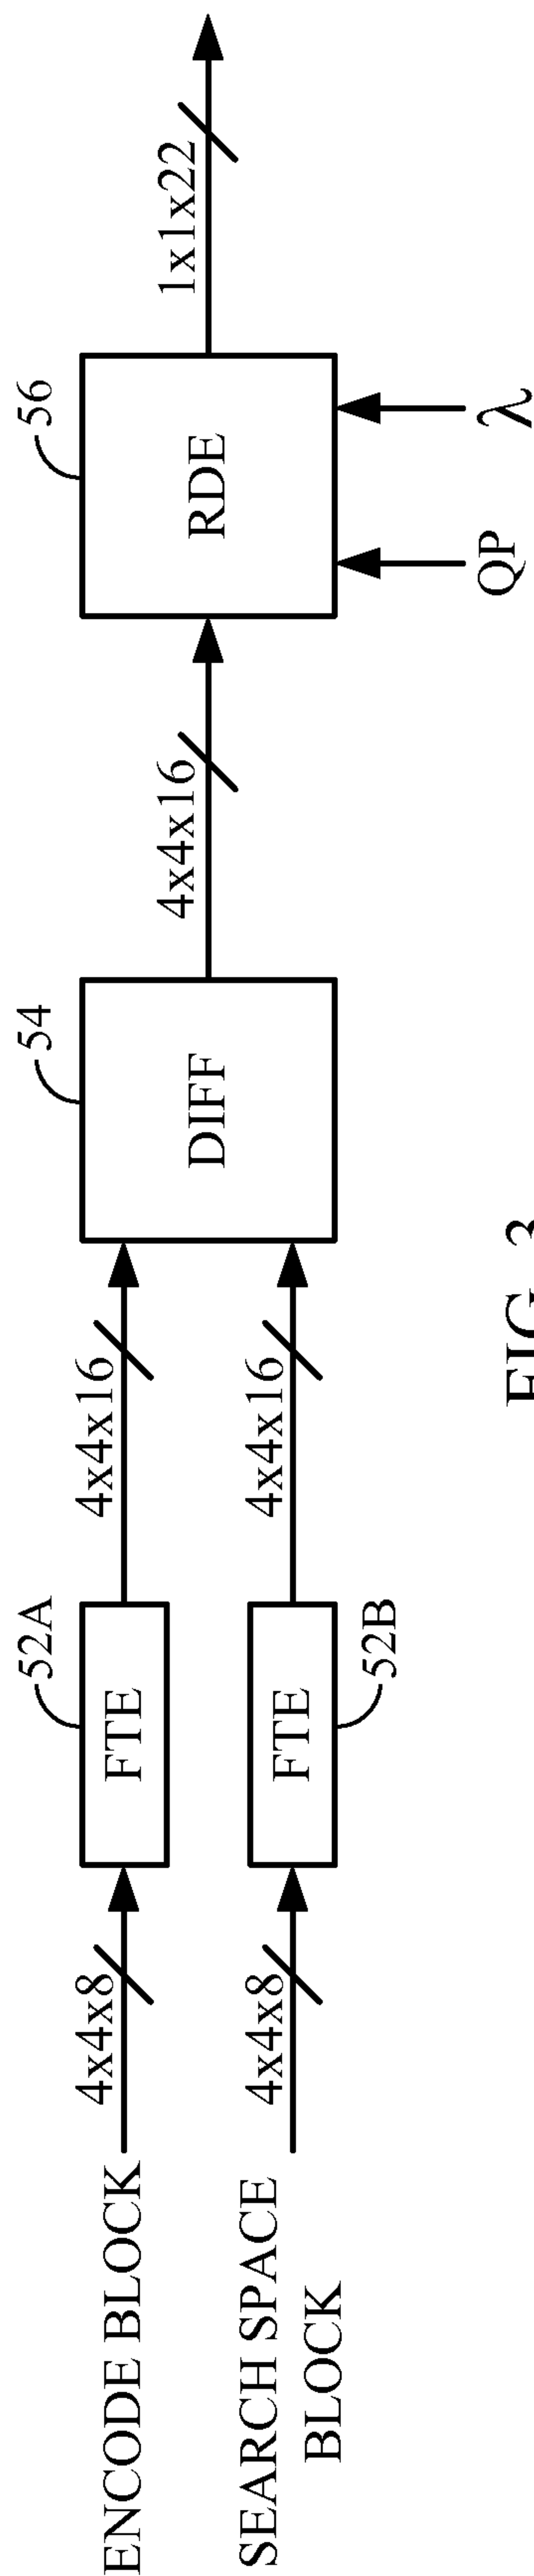 ENCODE BLOCK
4x4x8
52A
FTE
4x4x16
SEARCH SPACE
BLOCK
4x4x8
FTE
52B
4x4x16
54
DIFF
4x4x16
56
RDE
1x1x22
QP
λ
FIG. 3